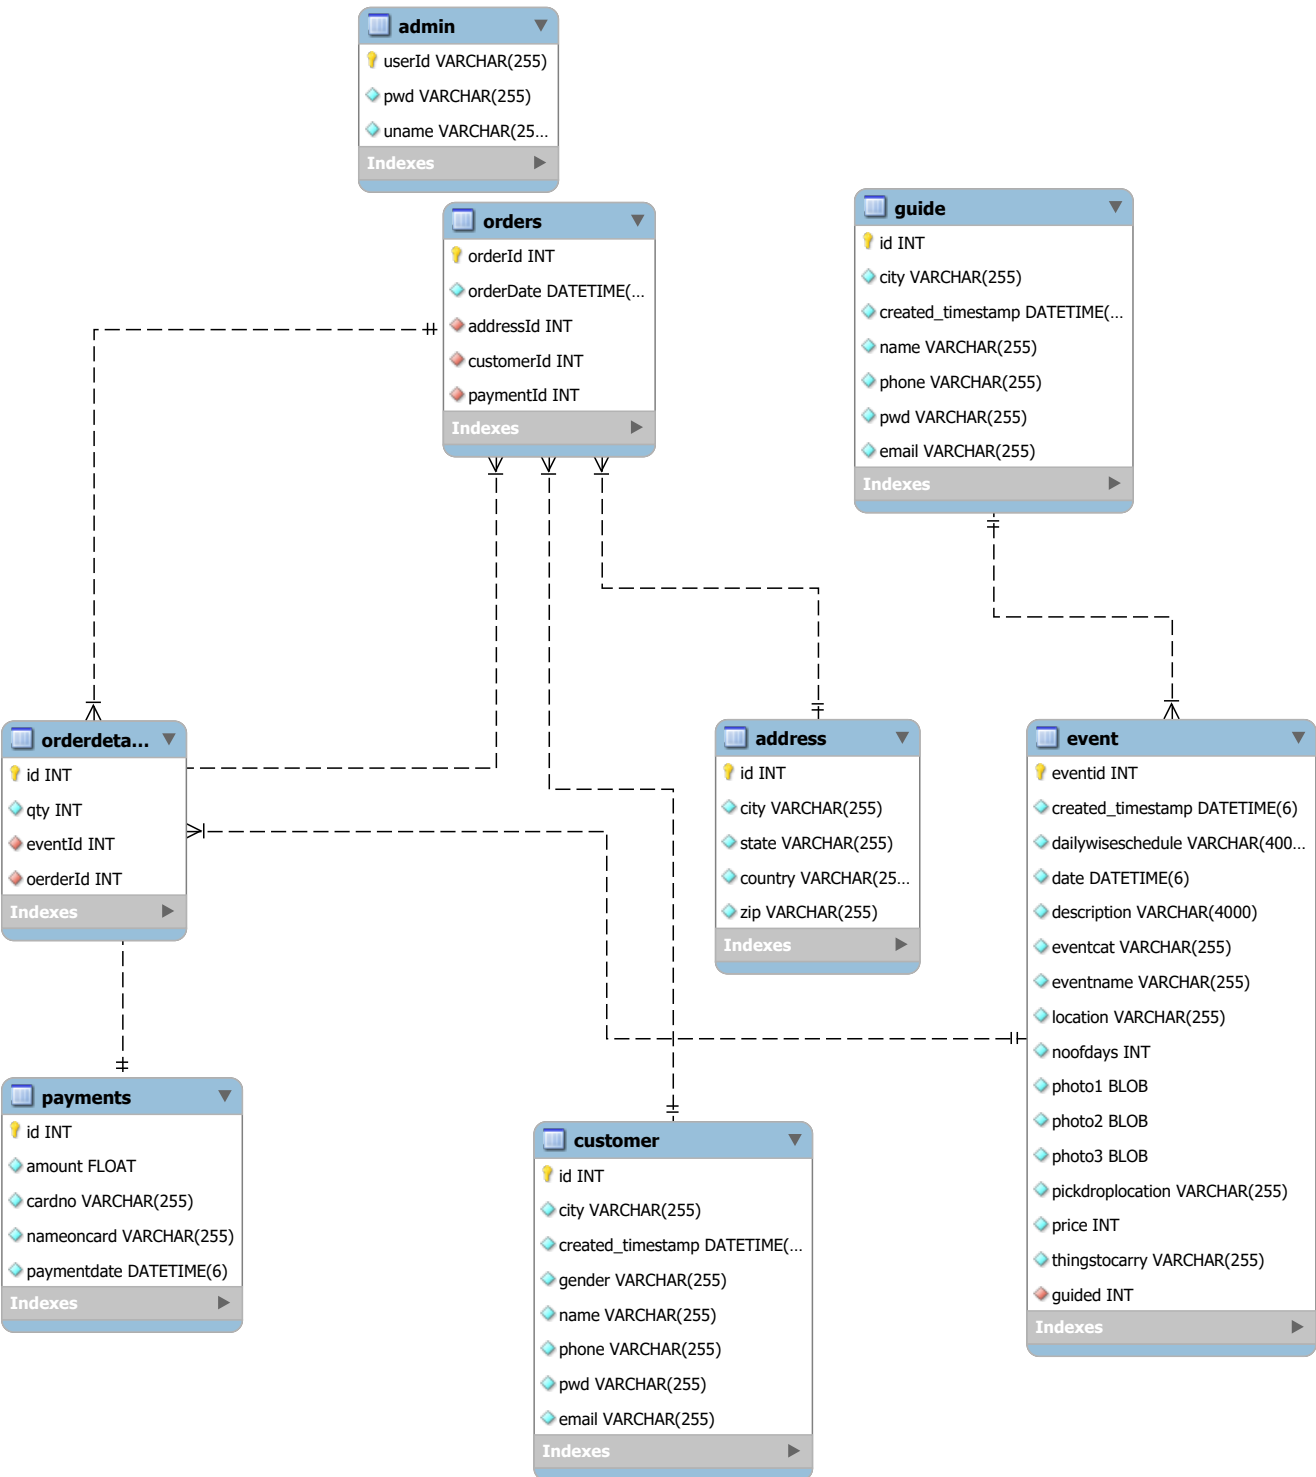 admin
userId VARCHAR(255)
pwd VARCHAR(255)
uname VARCHAR(25...
Indexes
orders
orderId INT
orderDate DATETIME(...
addressId INT
customerId INT
paymentId INT
Indexes
guide
id INT
city VARCHAR(255)
created_timestamp DATETIME(...
name VARCHAR(255)
phone VARCHAR(255)
pwd VARCHAR(255)
email VARCHAR(255)
Indexes
orderdeta...
id INT
qty INT
eventId INT
oerderId INT
Indexes
address
id INT
city VARCHAR(255)
state VARCHAR(255)
country VARCHAR(25...
zip VARCHAR(255)
Indexes
event
eventid INT
created_timestamp DATETIME(6)
dailywiseschedule VARCHAR(400...
date DATETIME(6)
description VARCHAR(4000)
eventcat VARCHAR(255)
eventname VARCHAR(255)
location VARCHAR(255)
noofdays INT
photo1 BLOB
photo2 BLOB
photo3 BLOB
pickdroplocation VARCHAR(255)
price INT
thingstocarry VARCHAR(255)
guided INT
Indexes
payments
id INT
amount FLOAT
cardno VARCHAR(255)
nameoncard VARCHAR(255)
paymentdate DATETIME(6)
Indexes
customer
id INT
city VARCHAR(255)
created_timestamp DATETIME(...
gender VARCHAR(255)
name VARCHAR(255)
phone VARCHAR(255)
pwd VARCHAR(255)
email VARCHAR(255)
Indexes